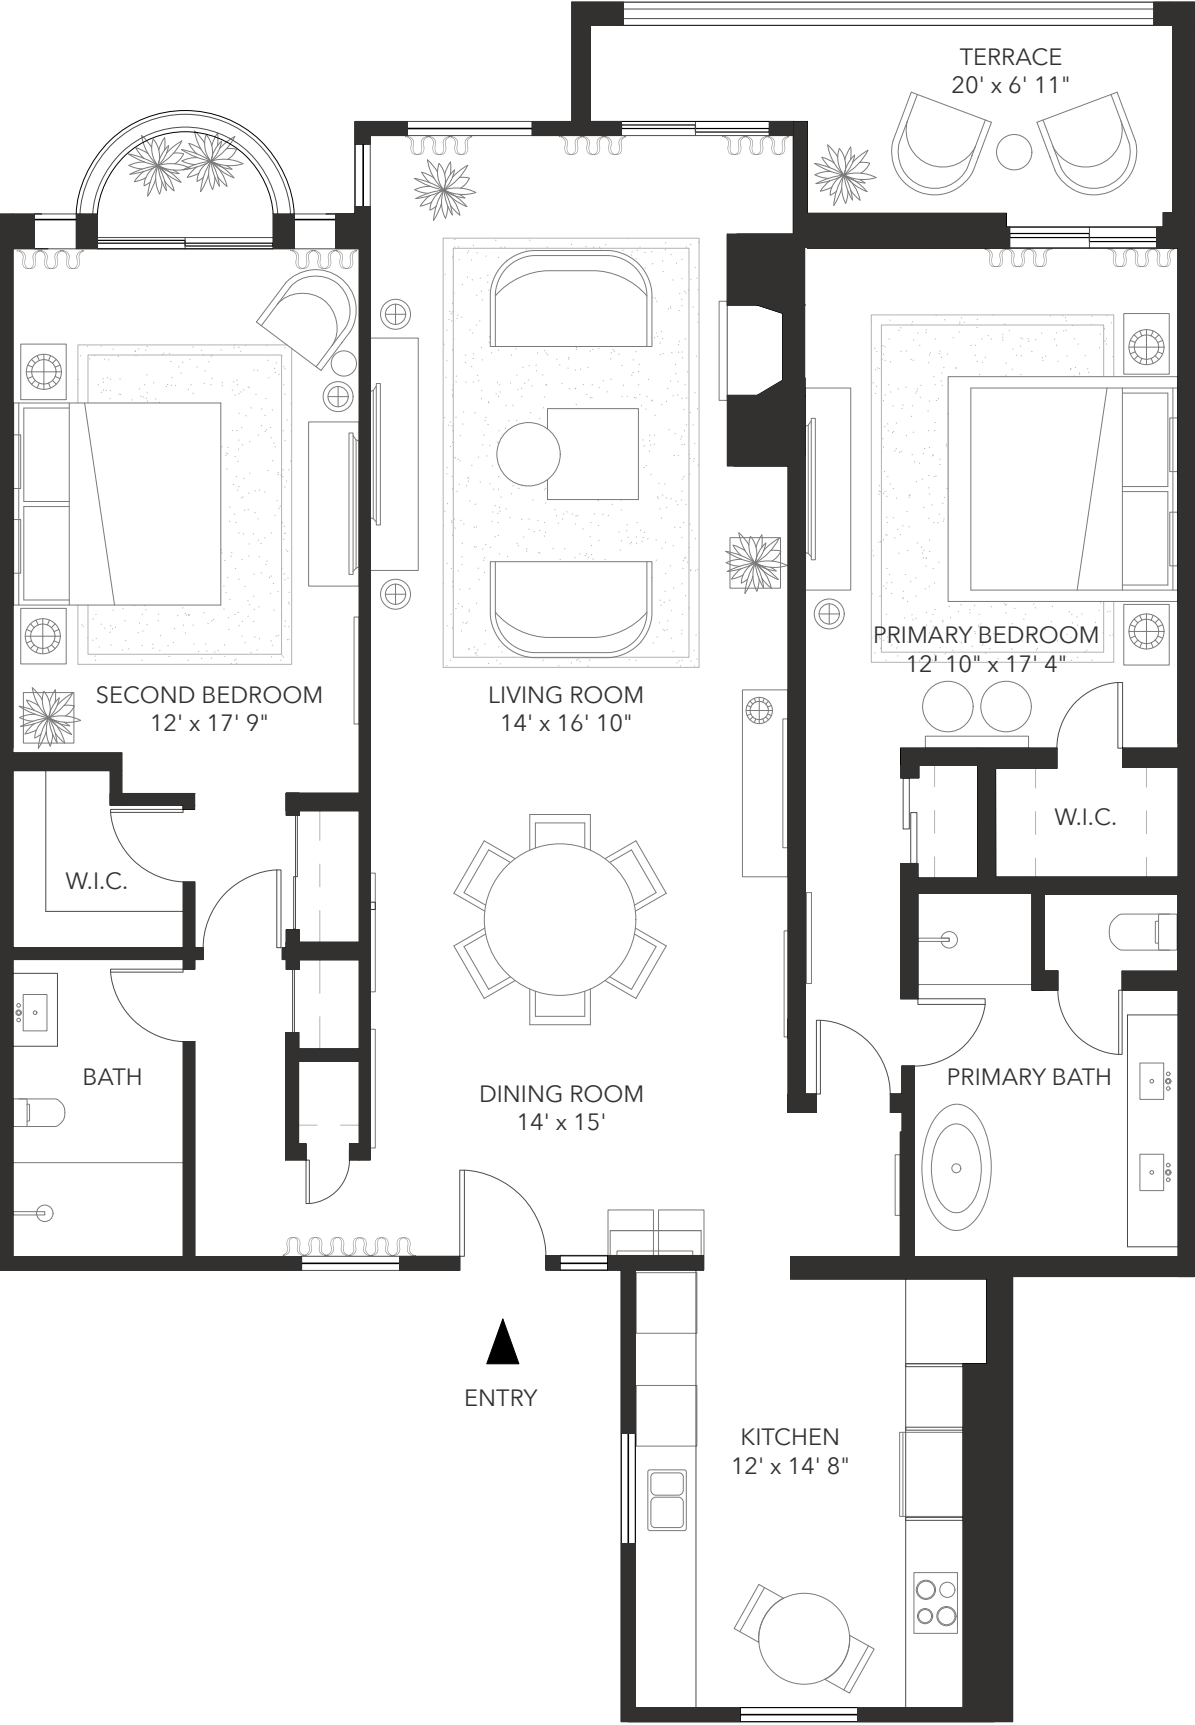 TERRACE
20' x 6' 11"
PRIMARY BEDROOM
12' 10" x 17' 4"
SECOND BEDROOM
12' x 17' 9"
LIVING ROOM
14' x 16' 10"
W.I.C.
W.I.C.
BATH
PRIMARY BATH
DINING ROOM
14' x 15'
ENTRY
KITCHEN
12' x 14' 8"